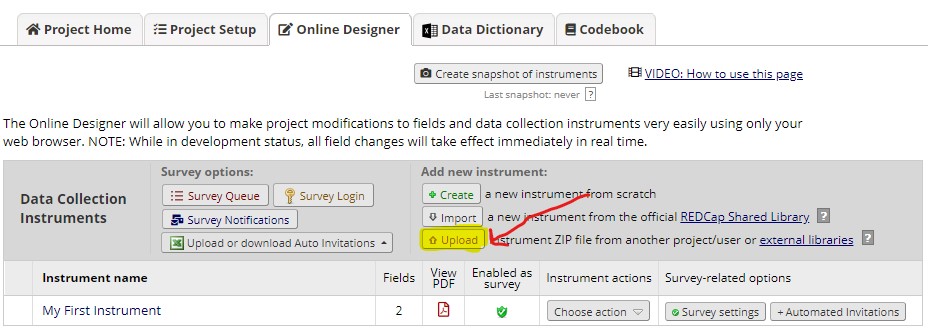 Project Home Project Setup Online Designer Data Dictionary Codebook
Create snapshot of instruments VIDEO: How to use this page
Last snapshot: never ?
The Online Designer will allow you to make project modifications to fields and data collection instruments very easily using only your
web browser. NOTE: While in development status, all field changes will take effect immediately in real time.
Data Collection
Instruments
Survey options:
Survey Queue Survey Login
Survey Notifications
Upload or download Auto Invitations
Add new instrument:
Create a new instrument from scratch
Import a new instrument from the official REDCap Shared Library ?
Upload instrument ZIP file from another project/user or external libraries ?
Instrument name Fields View PDF Enabled as survey Instrument actions Survey-related options
My First Instrument 2 Choose action Survey settings + Automated Invitations